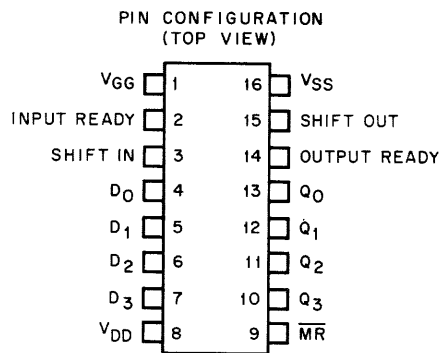 PIN CONFIGURATION
(TOP VIEW)
VGG 1 16 VSS
INPUT READY 2 15 SHIFT OUT
SHIFT IN 3 14 OUTPUT READY
D0 4 13 Q0
D1 5 12 Q1
D2 6 11 Q2
D3 7 10 Q3
VDD 8 9 M̅R̅